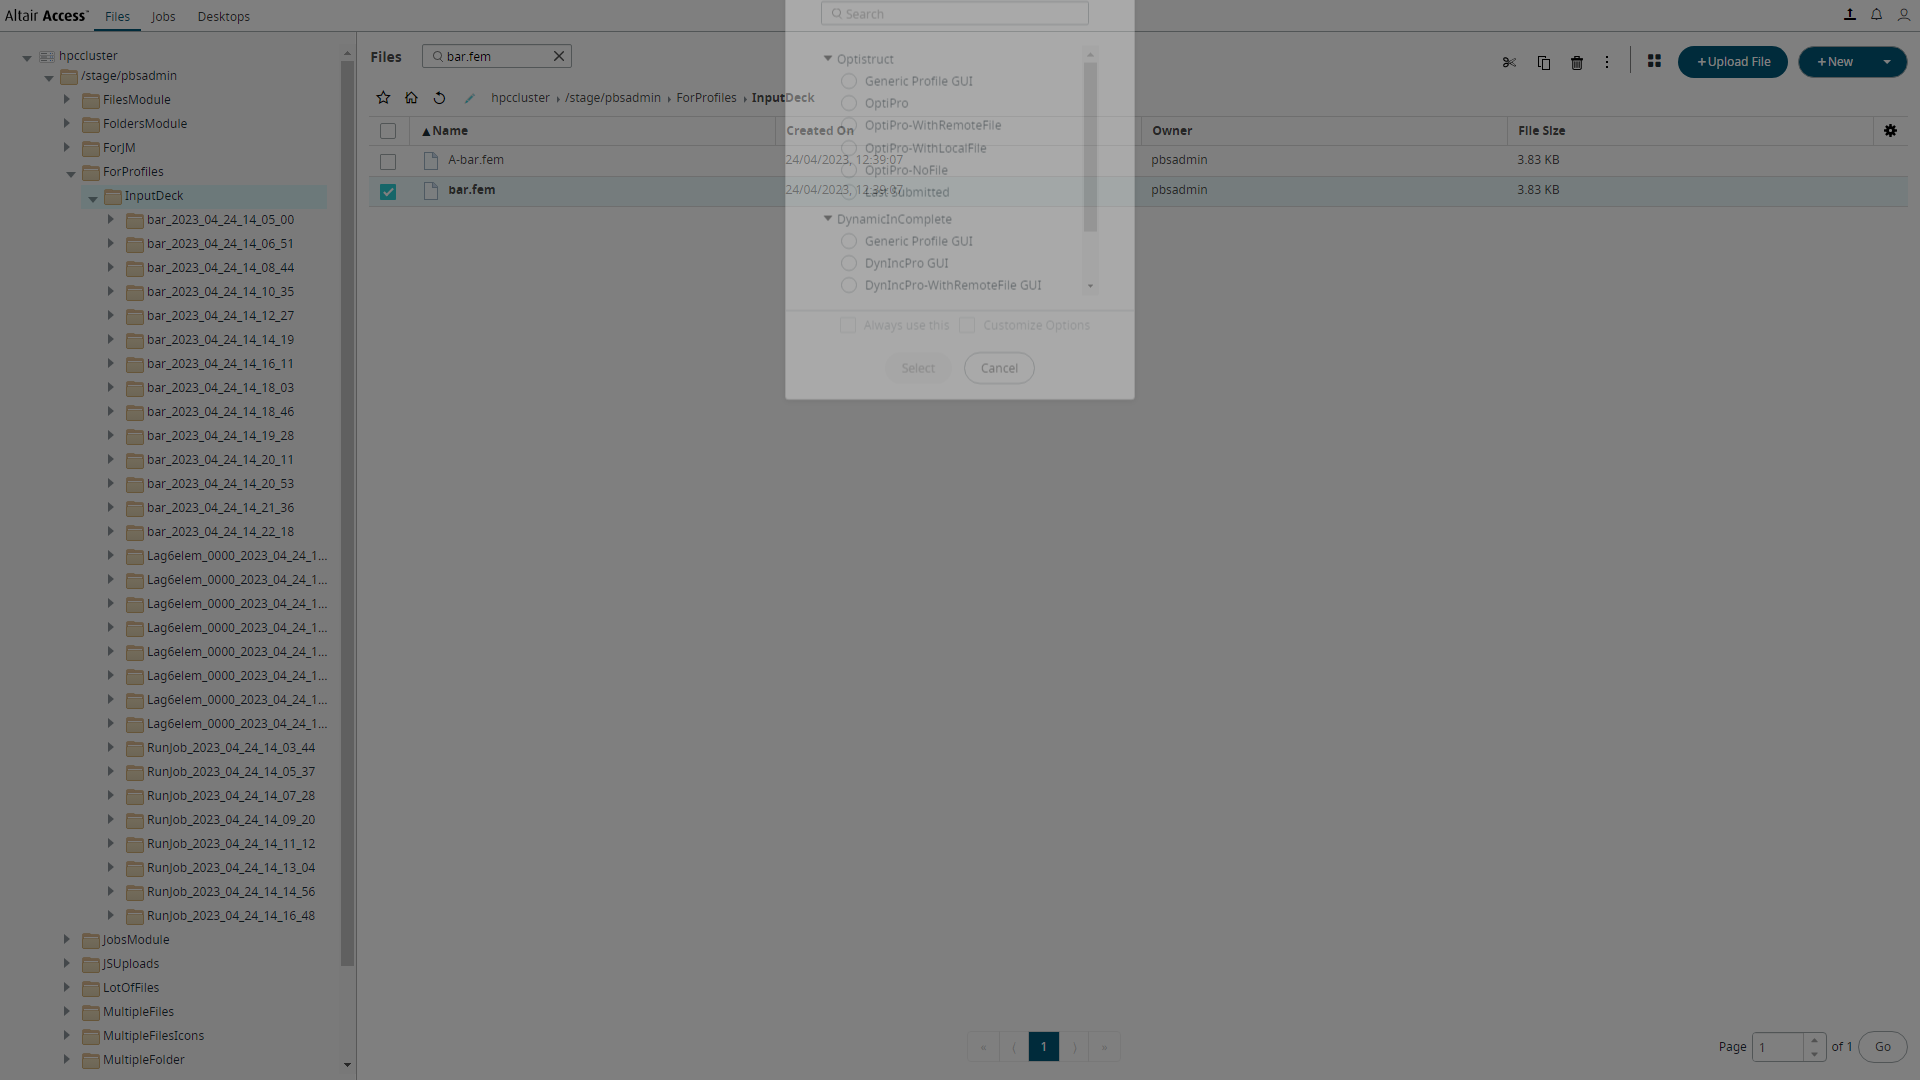 Altair Access™ Files Jobs Desktops
hpccluster
/stage/pbsadmin
FilesModule
FoldersModule
ForJM
ForProfiles
InputDeck
bar_2023_04_24_14_05_00
bar_2023_04_24_14_06_51
bar_2023_04_24_14_08_44
bar_2023_04_24_14_10_35
bar_2023_04_24_14_12_27
bar_2023_04_24_14_14_19
bar_2023_04_24_14_16_11
bar_2023_04_24_14_18_03
bar_2023_04_24_14_18_46
bar_2023_04_24_14_19_28
bar_2023_04_24_14_20_11
bar_2023_04_24_14_20_53
bar_2023_04_24_14_21_36
bar_2023_04_24_14_22_18
Lag6elem_0000_2023_04_24_1...
Lag6elem_0000_2023_04_24_1...
Lag6elem_0000_2023_04_24_1...
Lag6elem_0000_2023_04_24_1...
Lag6elem_0000_2023_04_24_1...
Lag6elem_0000_2023_04_24_1...
Lag6elem_0000_2023_04_24_1...
Lag6elem_0000_2023_04_24_1...
RunJob_2023_04_24_14_03_44
RunJob_2023_04_24_14_05_37
RunJob_2023_04_24_14_07_28
RunJob_2023_04_24_14_09_20
RunJob_2023_04_24_14_11_12
RunJob_2023_04_24_14_13_04
RunJob_2023_04_24_14_14_56
RunJob_2023_04_24_14_16_48
JobsModule
JSUploads
LotOfFiles
MultipleFiles
MultipleFilesIcons
MultipleFolder
Files bar.fem +Upload File +New
hpccluster › /stage/pbsadmin › ForProfiles › InputDeck
Name Created On Owner File Size
A-bar.fem 24/04/2023, 12:39:07 pbsadmin 3.83 KB
bar.fem 24/04/2023, 12:39:07 pbsadmin 3.83 KB
Search
Optistruct
Generic Profile GUI
OptiPro
OptiPro-WithRemoteFile
OptiPro-WithLocalFile
OptiPro-NoFile
Last Submitted
DynamicInComplete
Generic Profile GUI
DynIncPro GUI
DynIncPro-WithRemoteFile GUI
Always use this Customize Options
Select Cancel
« ⟨ 1 ⟩ » Page 1 of 1 Go